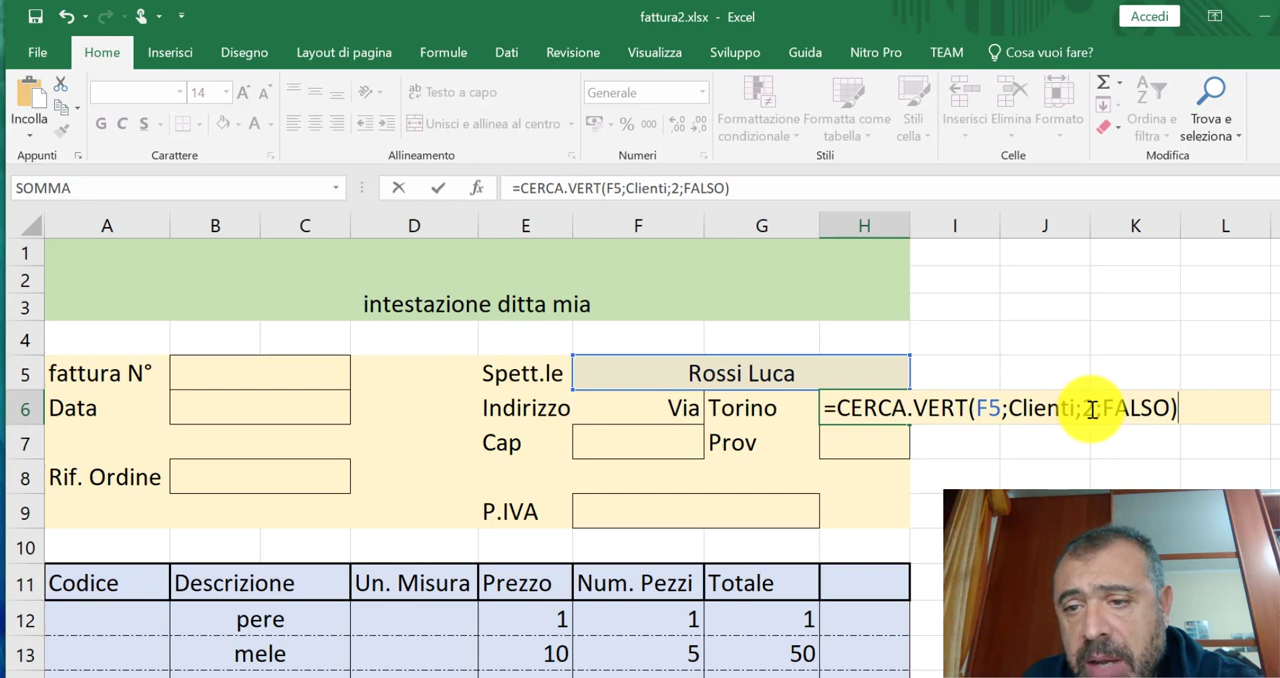 fattura2.xlsx - Excel
Accedi
File Home Inserisci Disegno Layout di pagina Formule Dati Revisione Visualizza Sviluppo Guida Nitro Pro TEAM Cosa vuoi fare?
Incolla
14
A A
G C S A
ab Testo a capo
Unisci e allinea al centro
Generale
% 000
,00
Formattazione condizionale
Formatta come tabella
Stili cella
Inserisci Elimina Formato
Σ
A Z
Ordina e filtra
Trova e seleziona
Appunti Carattere Allineamento Numeri Stili Celle Modifica
SOMMA fx =CERCA.VERT(F5;Clienti;2;FALSO)
A B C D E F G H I J K L
1
2
3 intestazione ditta mia
4
5 fattura N° Spett.le Rossi Luca
6 Data Indirizzo Via Torino =CERCA.VERT(F5;Clienti;2;FALSO)
7 Cap Prov
8 Rif. Ordine
9 P.IVA
10
11 Codice Descrizione Un. Misura Prezzo Num. Pezzi Totale
12 pere 1 1 1
13 mele 10 5 50